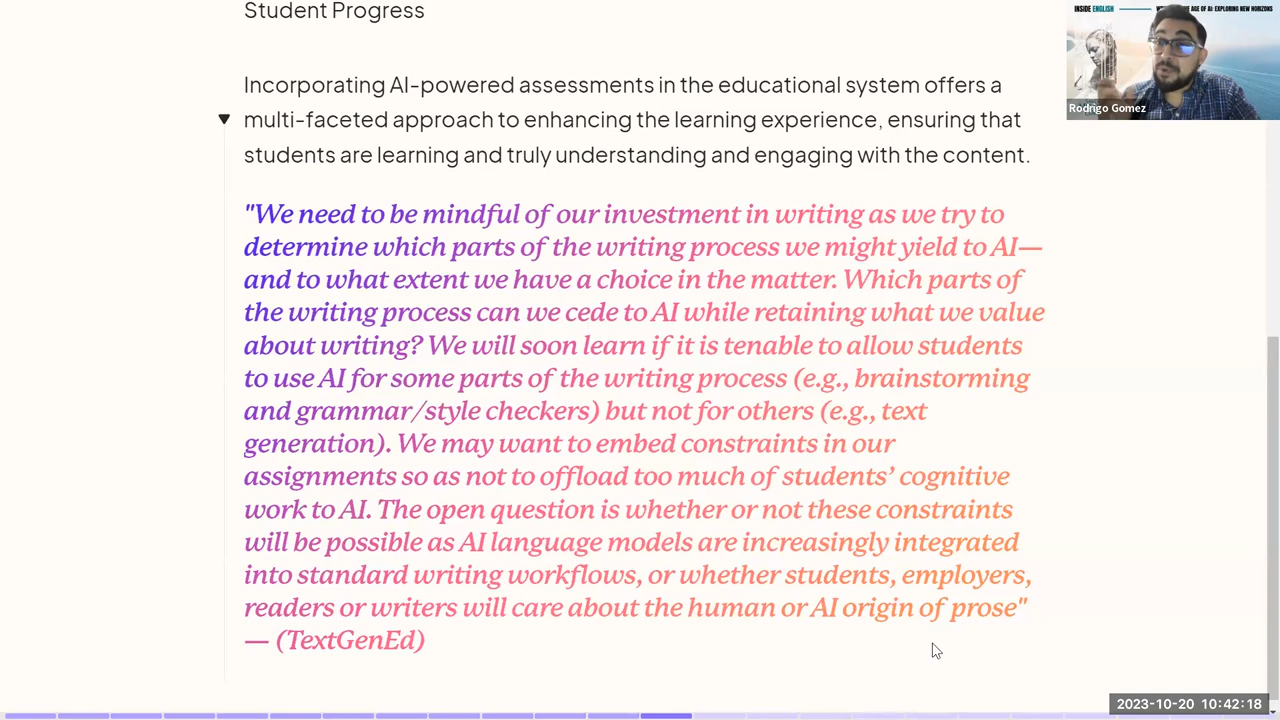 Student Progress
INSIDE ENGLISH
AGE OF AI: EXPLORING NEW HORIZONS
Rodrigo Gomez
Incorporating AI-powered assessments in the educational system offers a
multi-faceted approach to enhancing the learning experience, ensuring that
students are learning and truly understanding and engaging with the content.
"We need to be mindful of our investment in writing as we try to
determine which parts of the writing process we might yield to AI—
and to what extent we have a choice in the matter. Which parts of
the writing process can we cede to AI while retaining what we value
about writing? We will soon learn if it is tenable to allow students
to use AI for some parts of the writing process (e.g., brainstorming
and grammar/style checkers) but not for others (e.g., text
generation). We may want to embed constraints in our
assignments so as not to offload too much of students’ cognitive
work to AI. The open question is whether or not these constraints
will be possible as AI language models are increasingly integrated
into standard writing workflows, or whether students, employers,
readers or writers will care about the human or AI origin of prose"
— (TextGenEd)
2023-10-20 10:42:18